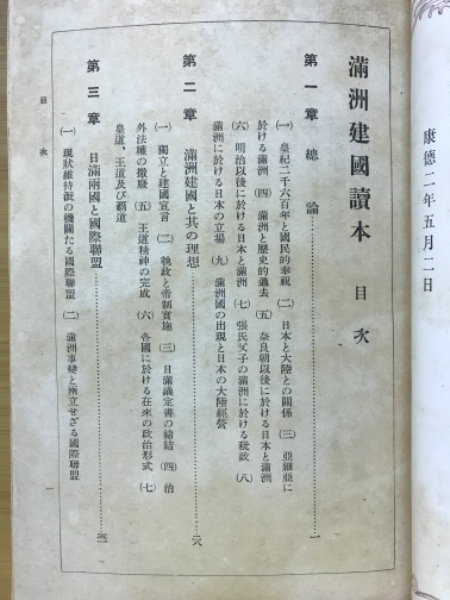 康德二年五月二日
滿洲建國讀本　目次
第一章　總論……一
㈠　皇紀二千六百年と國民的奉祝　㈡　日本と大陸との關係　㈢　亞細亞に
於ける滿洲　㈣　滿洲と歷史的過去　㈤　奈良朝以後に於ける日本と滿洲
㈥　明治以後に於ける日本と滿洲　㈦　張氏父子の滿洲に於ける秕政　㈧
滿洲に於ける日本の立場　㈨　滿洲國の出現と日本の大陸經營
第二章　滿洲建國と其の理想……二八
㈠　獨立と建國宣言　㈡　執政と帝制實施　㈢　日滿議定書の締結　㈣　治
外法權の撤廢　㈤　王道精神の完成　㈥　各國に於ける在來の政治形式　㈦
皇道、王道及び霸道
第三章　日滿兩國と國際聯盟……
㈠　現狀維持派の機關たる國際聯盟　㈡　滿洲事變と兩立せざる國際聯盟
目次
一